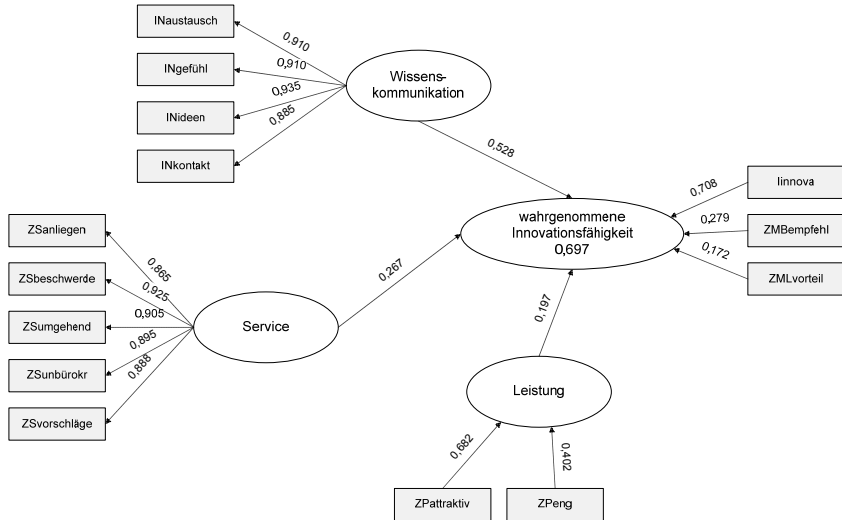 INaustausch
INgefühl
INideen
INkontakt
0,910
0,910
0,935
0,885
Wissens-
kommunikation
0,528
ZSanliegen
ZSbeschwerde
ZSumgehend
ZSunbürokr
ZSvorschläge
0,865
0,925
0,905
0,895
0,888
Service
0,267
wahrgenommene
Innovationsfähigkeit
0,697
0,708
0,279
0,172
Iinnova
ZMBempfehl
ZMLvorteil
0,197
Leistung
0,682
0,402
ZPattraktiv
ZPeng